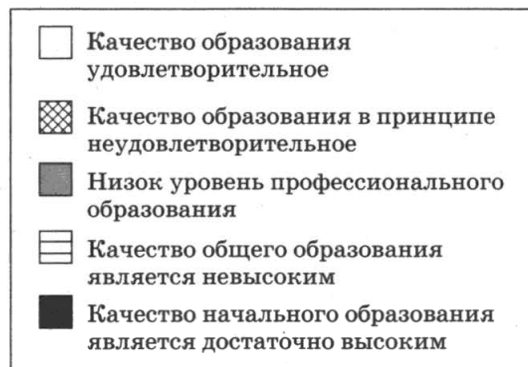 Качество образования
удовлетворительное
Качество образования в принципе
неудовлетворительное
Низок уровень профессионального
образования
Качество общего образования
является невысоким
Качество начального образования
является достаточно высоким